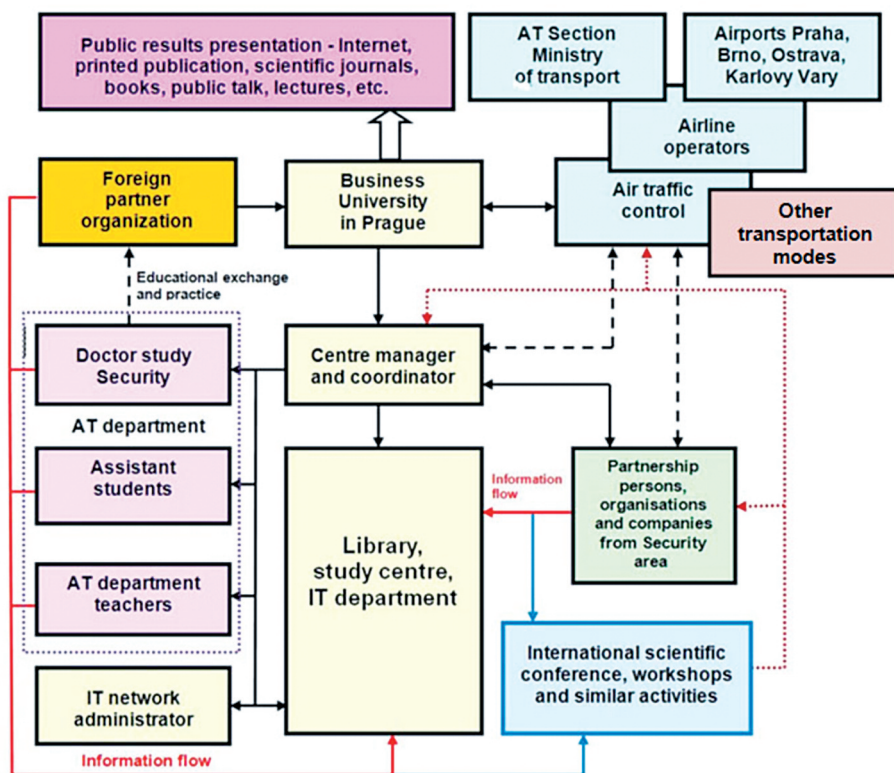 Public results presentation - Internet,
printed publication, scientific journals,
books, public talk, lectures, etc.
AT Section
Ministry
of transport
Airports Praha,
Brno, Ostrava,
Karlovy Vary
Airline
operators
Foreign
partner
organization
Business
University
in Prague
Air traffic
control
Other
transportation
modes
Educational exchange
and practice
Doctor study
Security
Centre manager
and coordinator
AT department
Assistant
students
Information
flow
Partnership
persons,
organisations
and companies
from Security
area
Library,
study centre,
IT department
AT department
teachers
International scientific
conference, workshops
and similar activities
IT network
administrator
Information flow